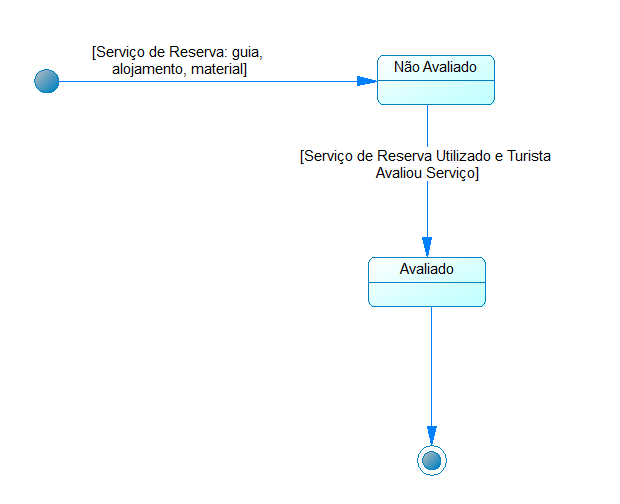 [Serviço de Reserva: guia,
alojamento, material]
Não Avaliado
[Serviço de Reserva Utilizado e Turista
Avaliou Serviço]
Avaliado